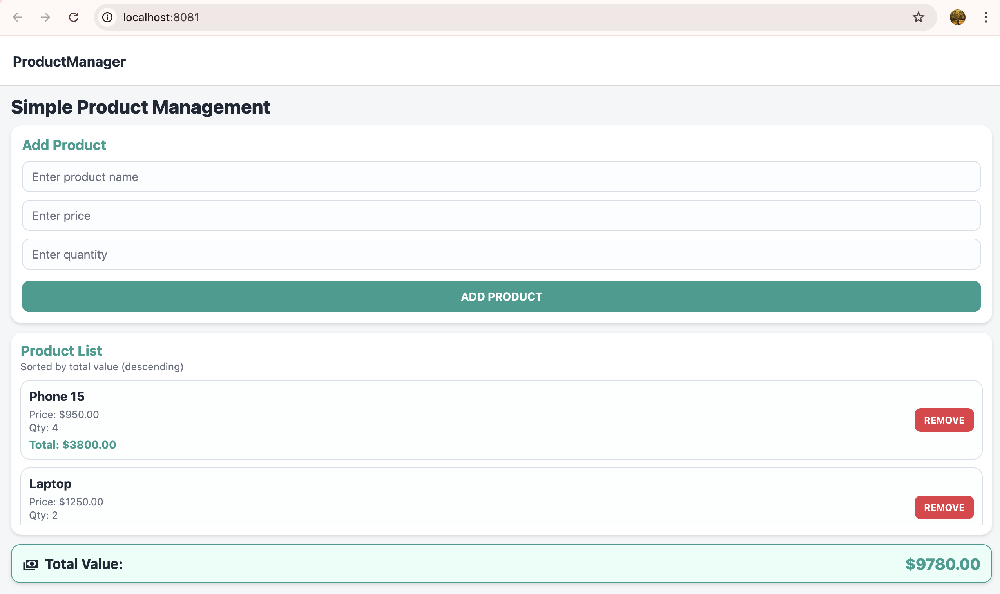 localhost:8081
ProductManager
Simple Product Management
Add Product
Enter product name
Enter price
Enter quantity
ADD PRODUCT
Product List
Sorted by total value (descending)
Phone 15
Price: $950.00
Qty: 4
Total: $3800.00
REMOVE
Laptop
Price: $1250.00
Qty: 2
REMOVE
Total Value:
$9780.00